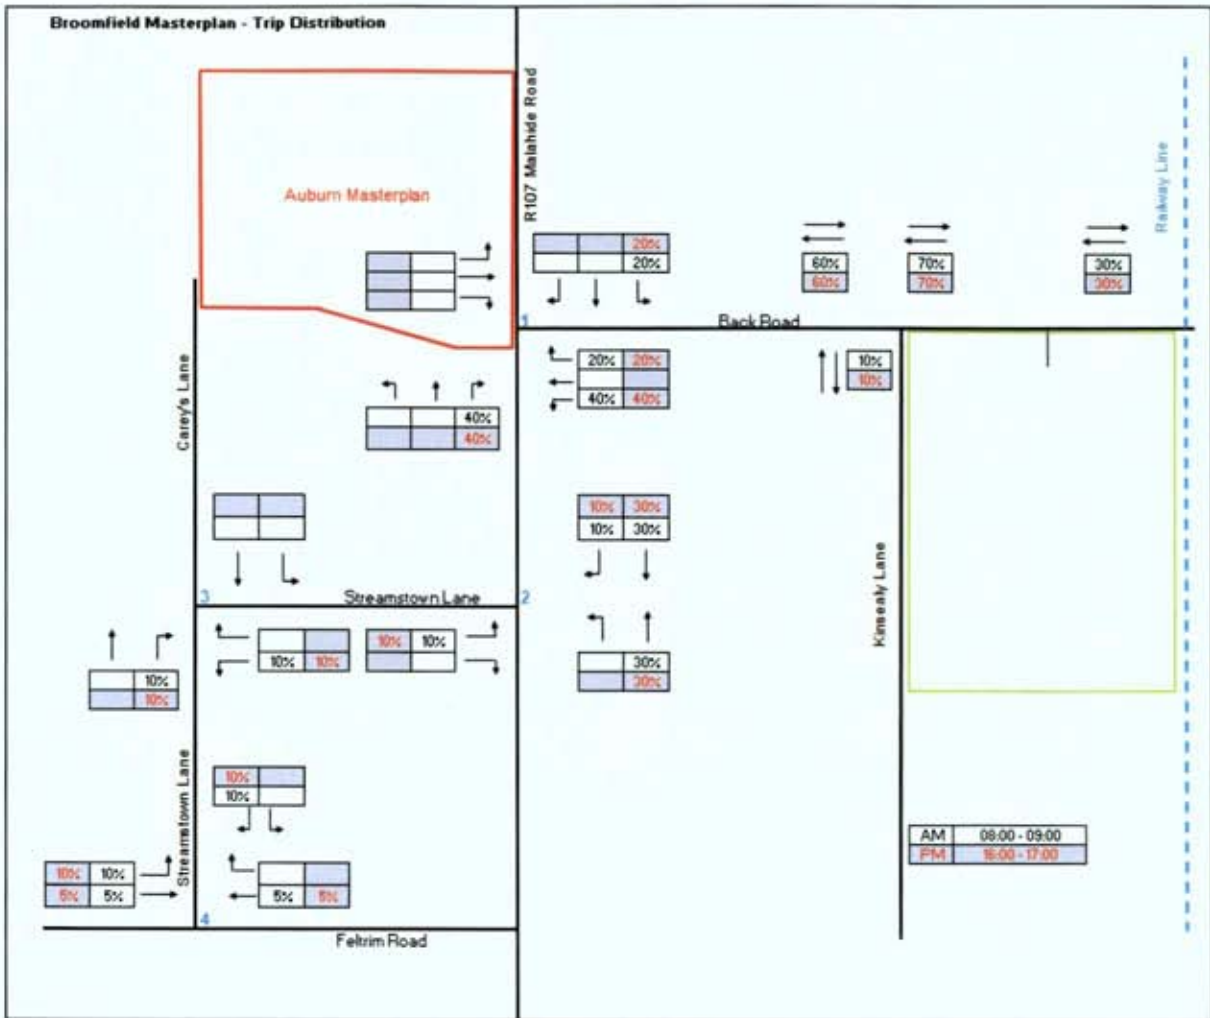 Broomfield Masterplan - Trip Distribution
R107 Malahide Road
Railway Line
Auburn Masterplan
20%
20%
60%
60%
70%
70%
30%
30%
1
Back Road
20% 20%
40% 40%
10%
10%
Carey's Lane
40%
40%
10% 30%
10% 30%
Kinsealy Lane
3
Streamstown Lane
2
10% 10%
10% 10%
30%
30%
10%
10%
Streamstown Lane
10%
10%
AM 08:00 - 09:00
PM 16:00 - 17:00
10% 10%
5% 5%
5% 5%
4
Feltrim Road